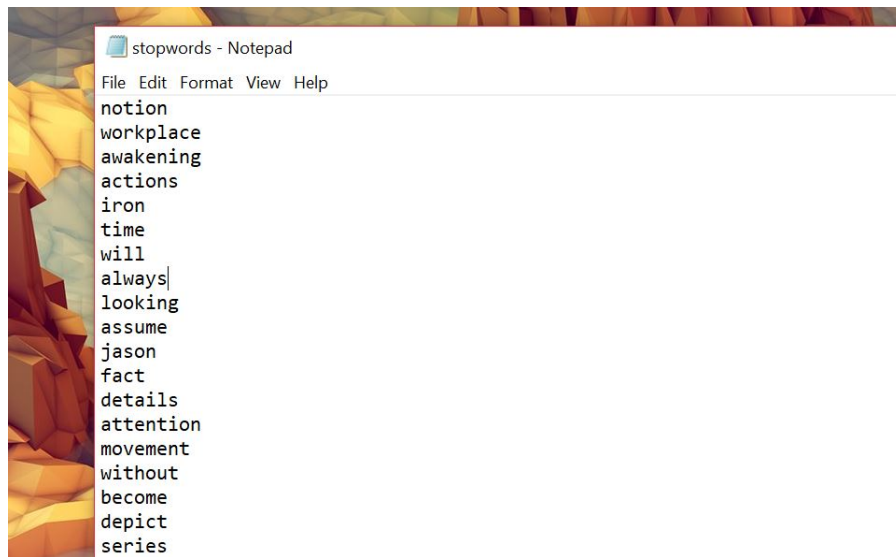 stopwords - Notepad
File Edit Format View Help
notion
workplace
awakening
actions
iron
time
will
always
looking
assume
jason
fact
details
attention
movement
without
become
depict
series